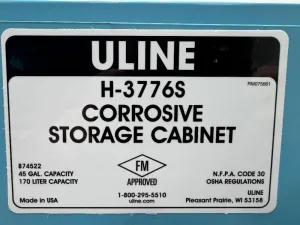 ULINE
H-3776S
CORROSIVE
STORAGE CABINET
874522
45 GAL. CAPACITY
170 LITER CAPACITY
Made in USA
FM
APPROVED
1-800-295-5510
uline.com
N.F.P.A. CODE 30
OSHA REGULATIONS
ULINE
Pleasant Prairie, WI 53158